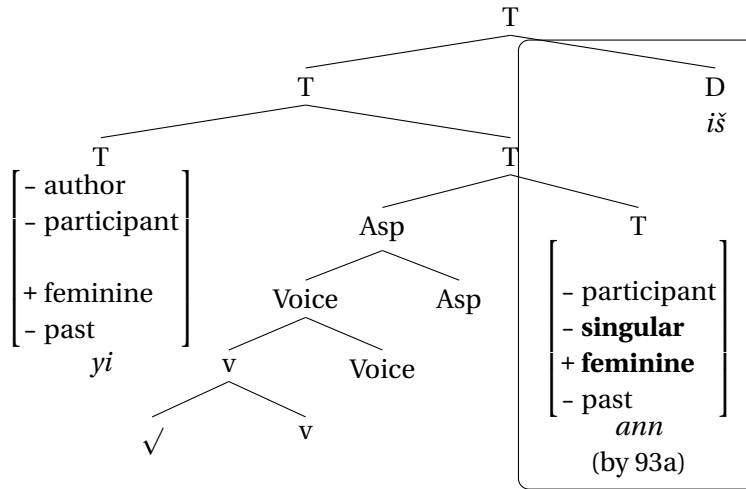 T
T D
iš
T T
– author
– participant
+ feminine
– past
yi
Asp T
– participant
– singular
+ feminine
– past
ann
(by 93a)
Voice Asp
v Voice
√ v